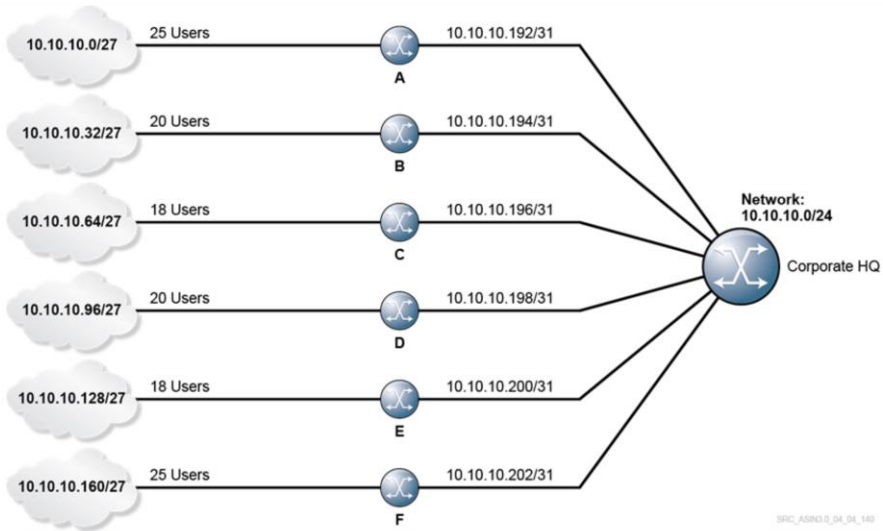 10.10.10.0/27
25 Users
A
10.10.10.192/31
10.10.10.32/27
20 Users
B
10.10.10.194/31
10.10.10.64/27
18 Users
C
10.10.10.196/31
10.10.10.96/27
20 Users
D
10.10.10.198/31
10.10.10.128/27
18 Users
E
10.10.10.200/31
10.10.10.160/27
25 Users
F
10.10.10.202/31
Network:
10.10.10.0/24
Corporate HQ
SRC_ASIN3.0_04_04_140